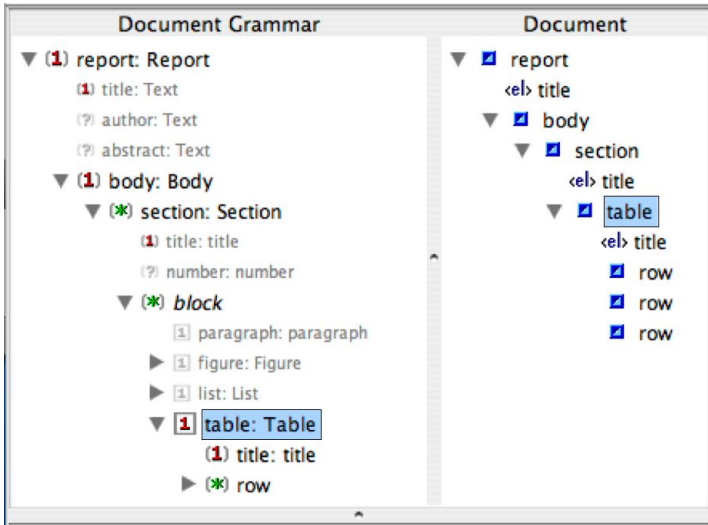 Document Grammar
(1) report: Report
(1) title: Text
(?) author: Text
(?) abstract: Text
(1) body: Body
(*) section: Section
(1) title: title
(?) number: number
(*) block
1 paragraph: paragraph
1 figure: Figure
1 list: List
1 table: Table
(1) title: title
(*) row
Document
report
<el> title
body
section
<el> title
table
<el> title
row
row
row